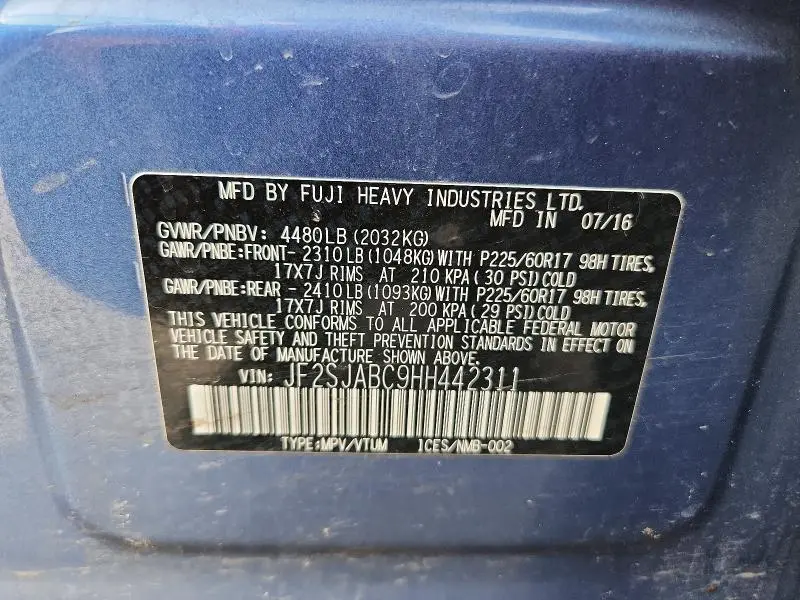 MFD BY FUJI HEAVY INDUSTRIES LTD.
MFD IN 07/16
GVWR/PNBV: 4480LB (2032KG)
GAWR/PNBE:FRONT- 2310LB (1048KG) WITH P225/60R17 98H TIRES,
17X7J RIMS AT 210 KPA ( 30 PSI) COLD
GAWR/PNBE:REAR - 2410LB (1093KG) WITH P225/60R17 98H TIRES,
17X7J RIMS AT 200 KPA ( 29 PSI) COLD
THIS VEHICLE CONFORMS TO ALL APPLICABLE FEDERAL MOTOR
VEHICLE SAFETY AND THEFT PREVENTION STANDARDS IN EFFECT ON
THE DATE OF MANUFACTURE SHOWN ABOVE.
VIN: JF2SJABC9HH442311
TYPE:MPV/VTUM ICES/NMB-002